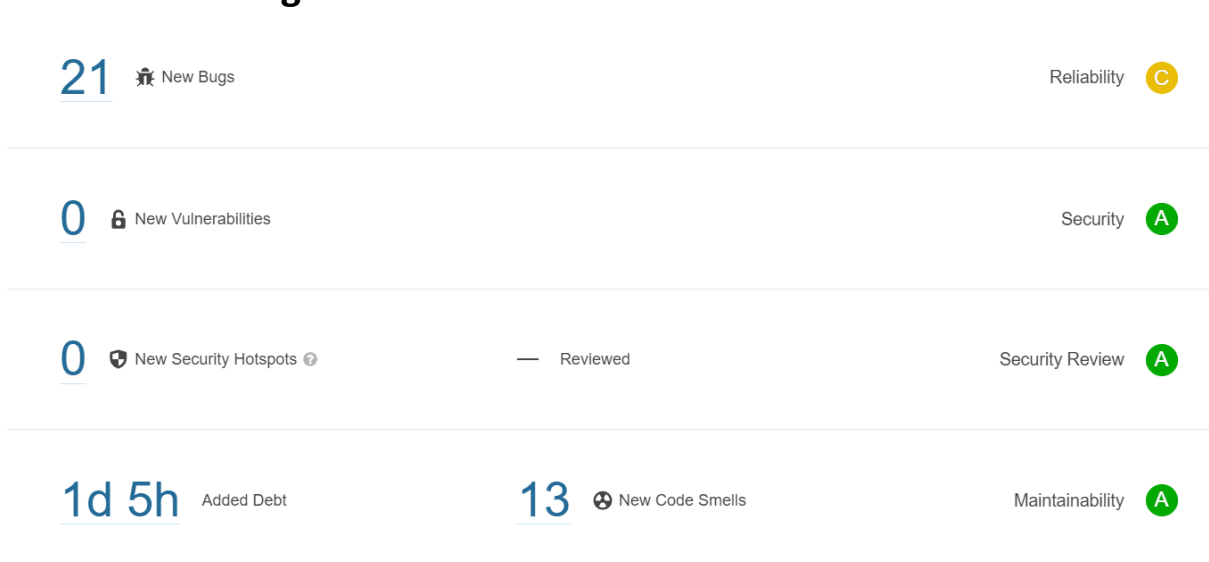 21 New Bugs Reliability C
0 New Vulnerabilities Security A
0 New Security Hotspots ? — Reviewed Security Review A
1d 5h Added Debt 13 New Code Smells Maintainability A